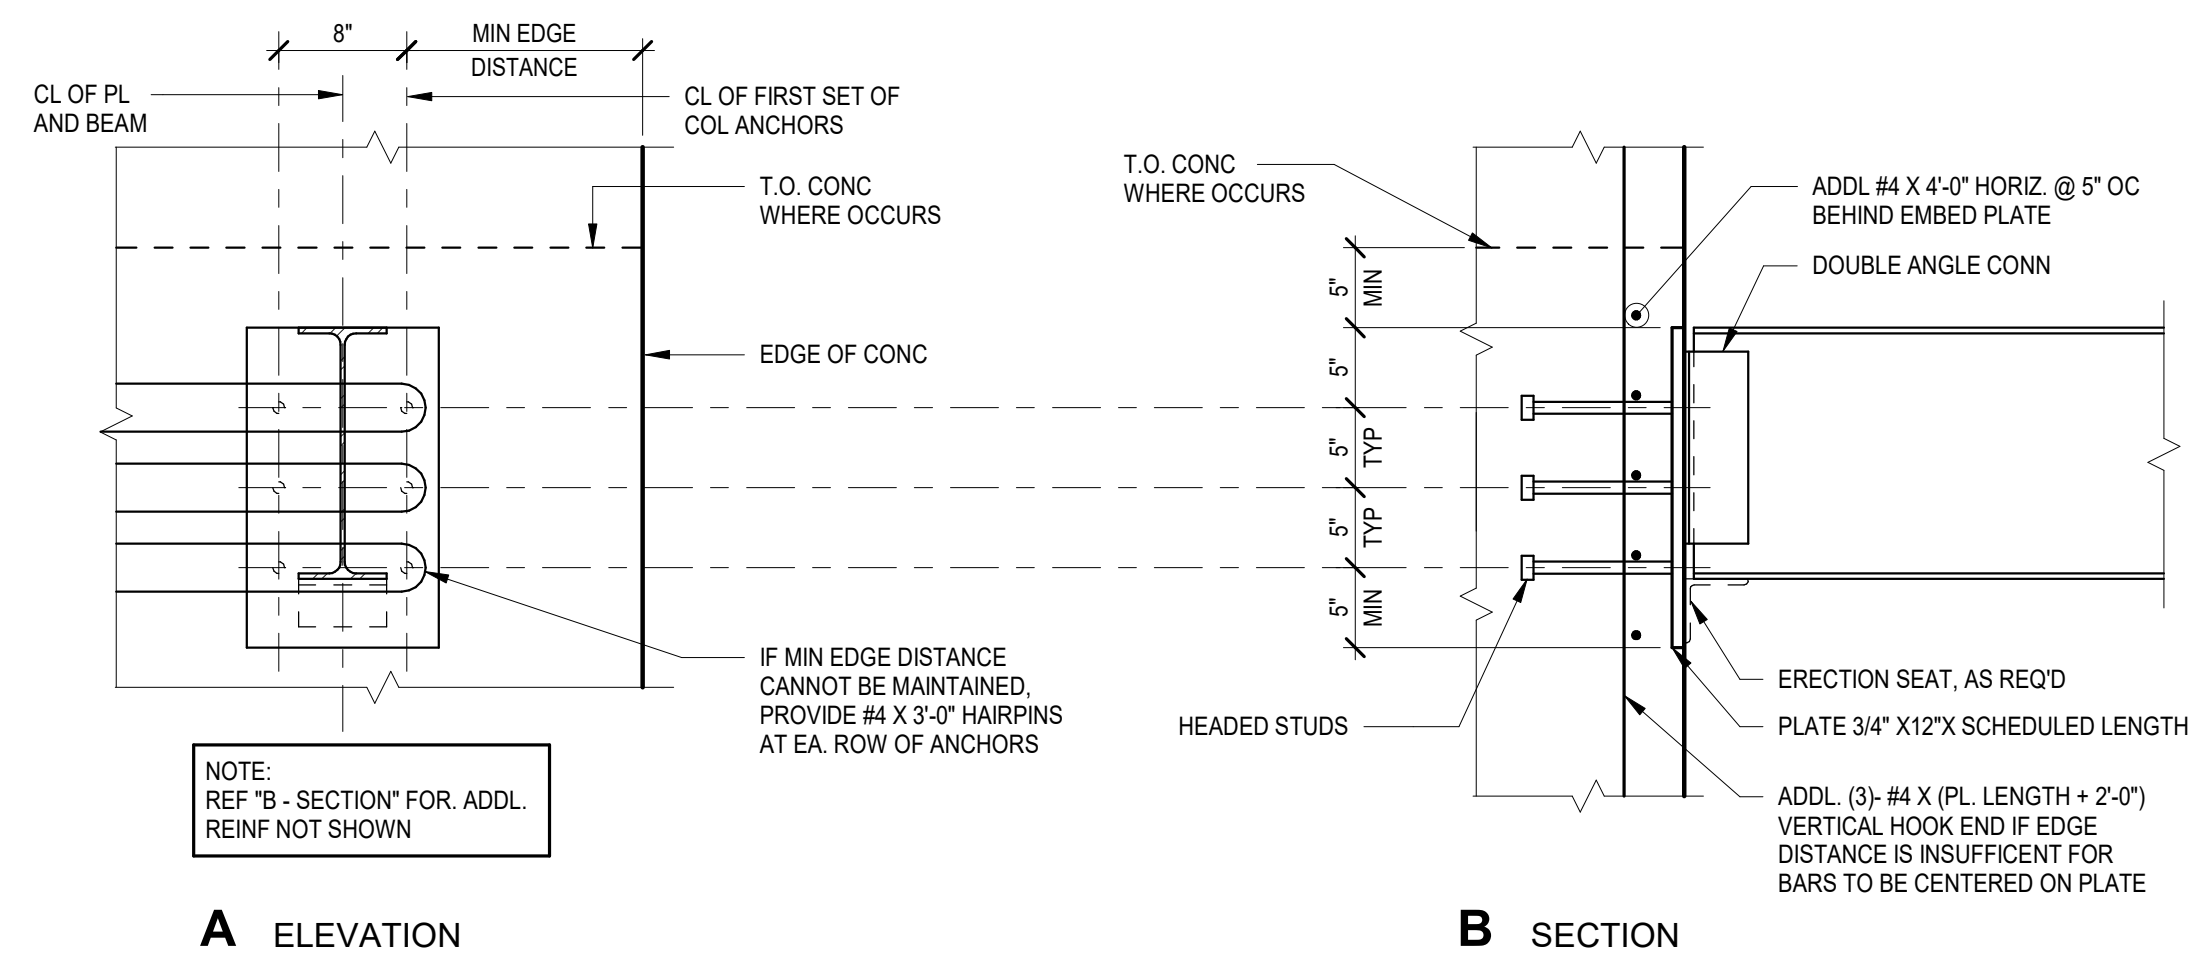 8"
MIN EDGE
DISTANCE
CL OF PL
AND BEAM
CL OF FIRST SET OF
COL ANCHORS
T.O. CONC
WHERE OCCURS
EDGE OF CONC
IF MIN EDGE DISTANCE
CANNOT BE MAINTAINED,
PROVIDE #4 X 3'-0" HAIRPINS
AT EA. ROW OF ANCHORS
NOTE:
REF "B - SECTION" FOR. ADDL.
REINF NOT SHOWN
A ELEVATION
T.O. CONC
WHERE OCCURS
5"
MIN
5"
5"
TYP
5"
TYP
5"
MIN
HEADED STUDS
ADDL #4 X 4'-0" HORIZ. @ 5" OC
BEHIND EMBED PLATE
DOUBLE ANGLE CONN
ERECTION SEAT, AS REQ'D
PLATE 3/4" X12"X SCHEDULED LENGTH
ADDL. (3)- #4 X (PL. LENGTH + 2'-0")
VERTICAL HOOK END IF EDGE
DISTANCE IS INSUFFICENT FOR
BARS TO BE CENTERED ON PLATE
B SECTION